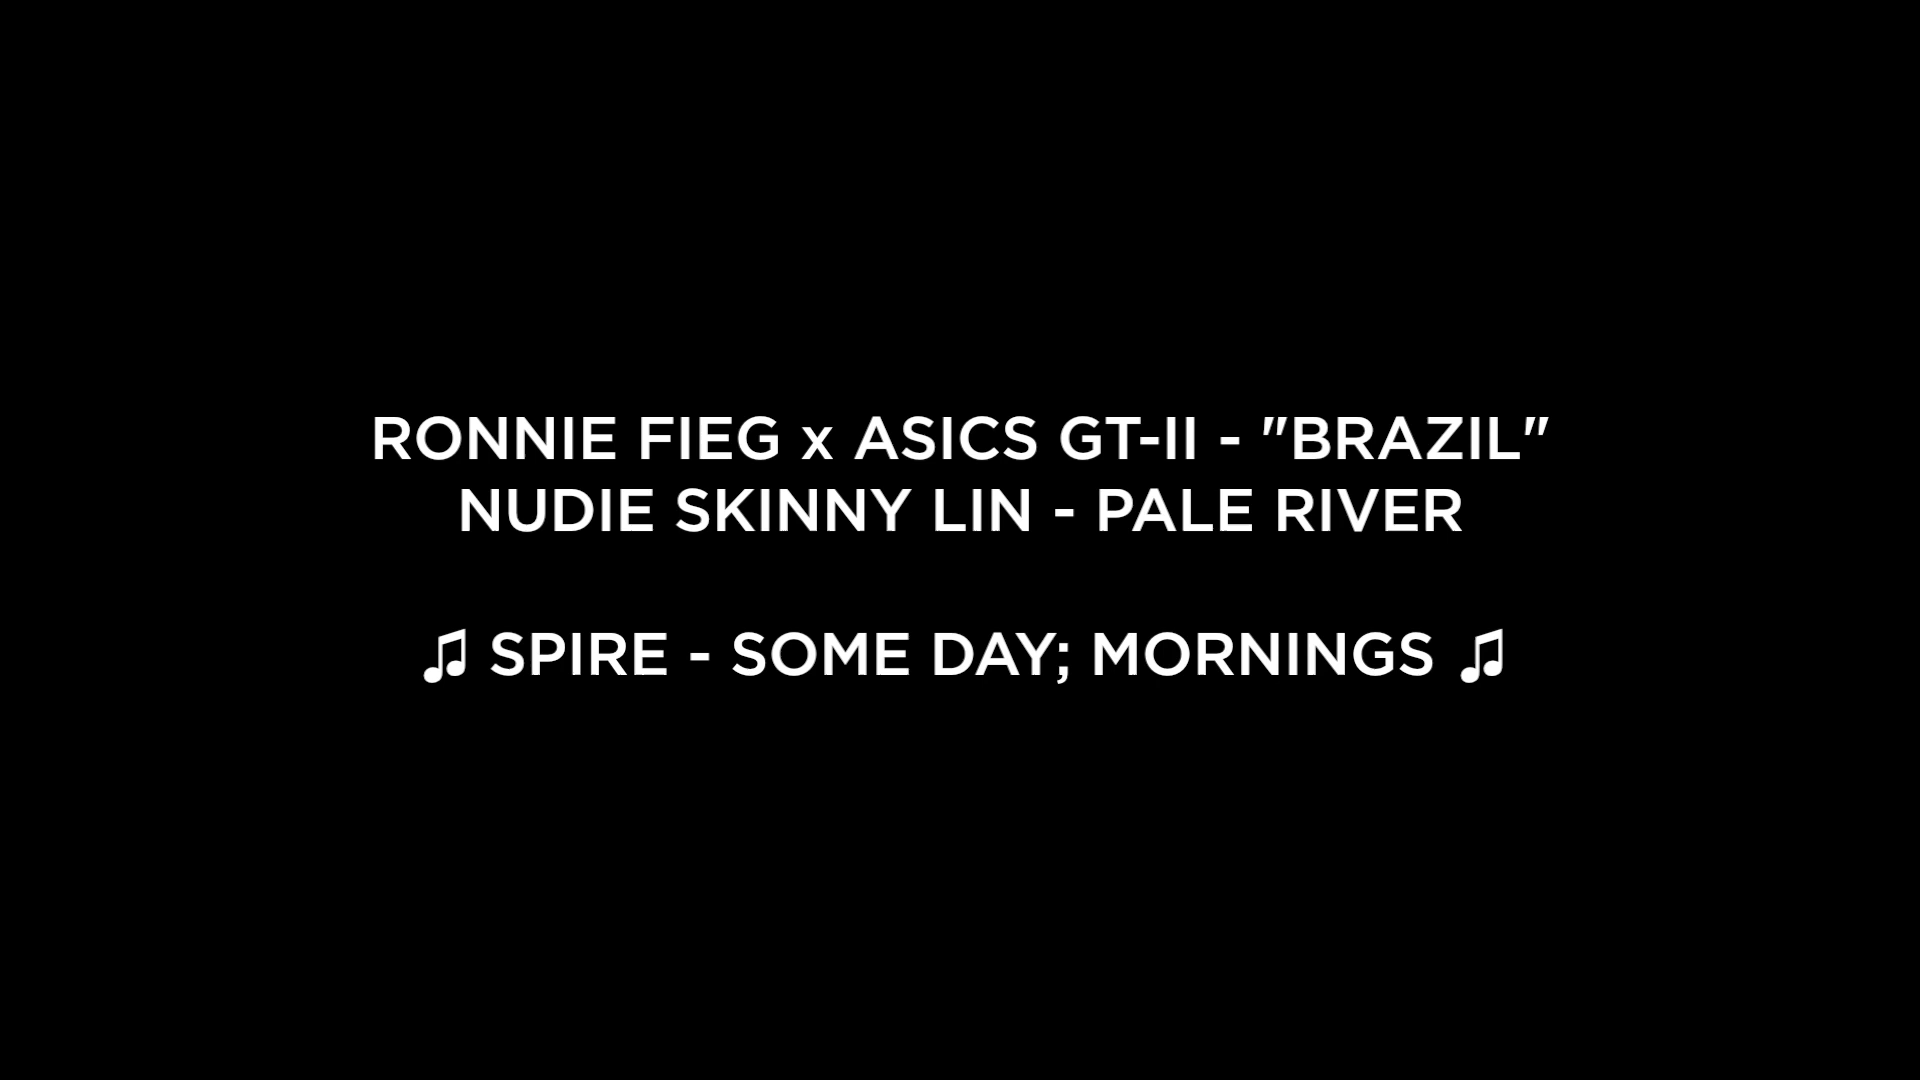 RONNIE FIEG x ASICS GT-II - "BRAZIL"
NUDIE SKINNY LIN - PALE RIVER
♫ SPIRE - SOME DAY; MORNINGS ♫